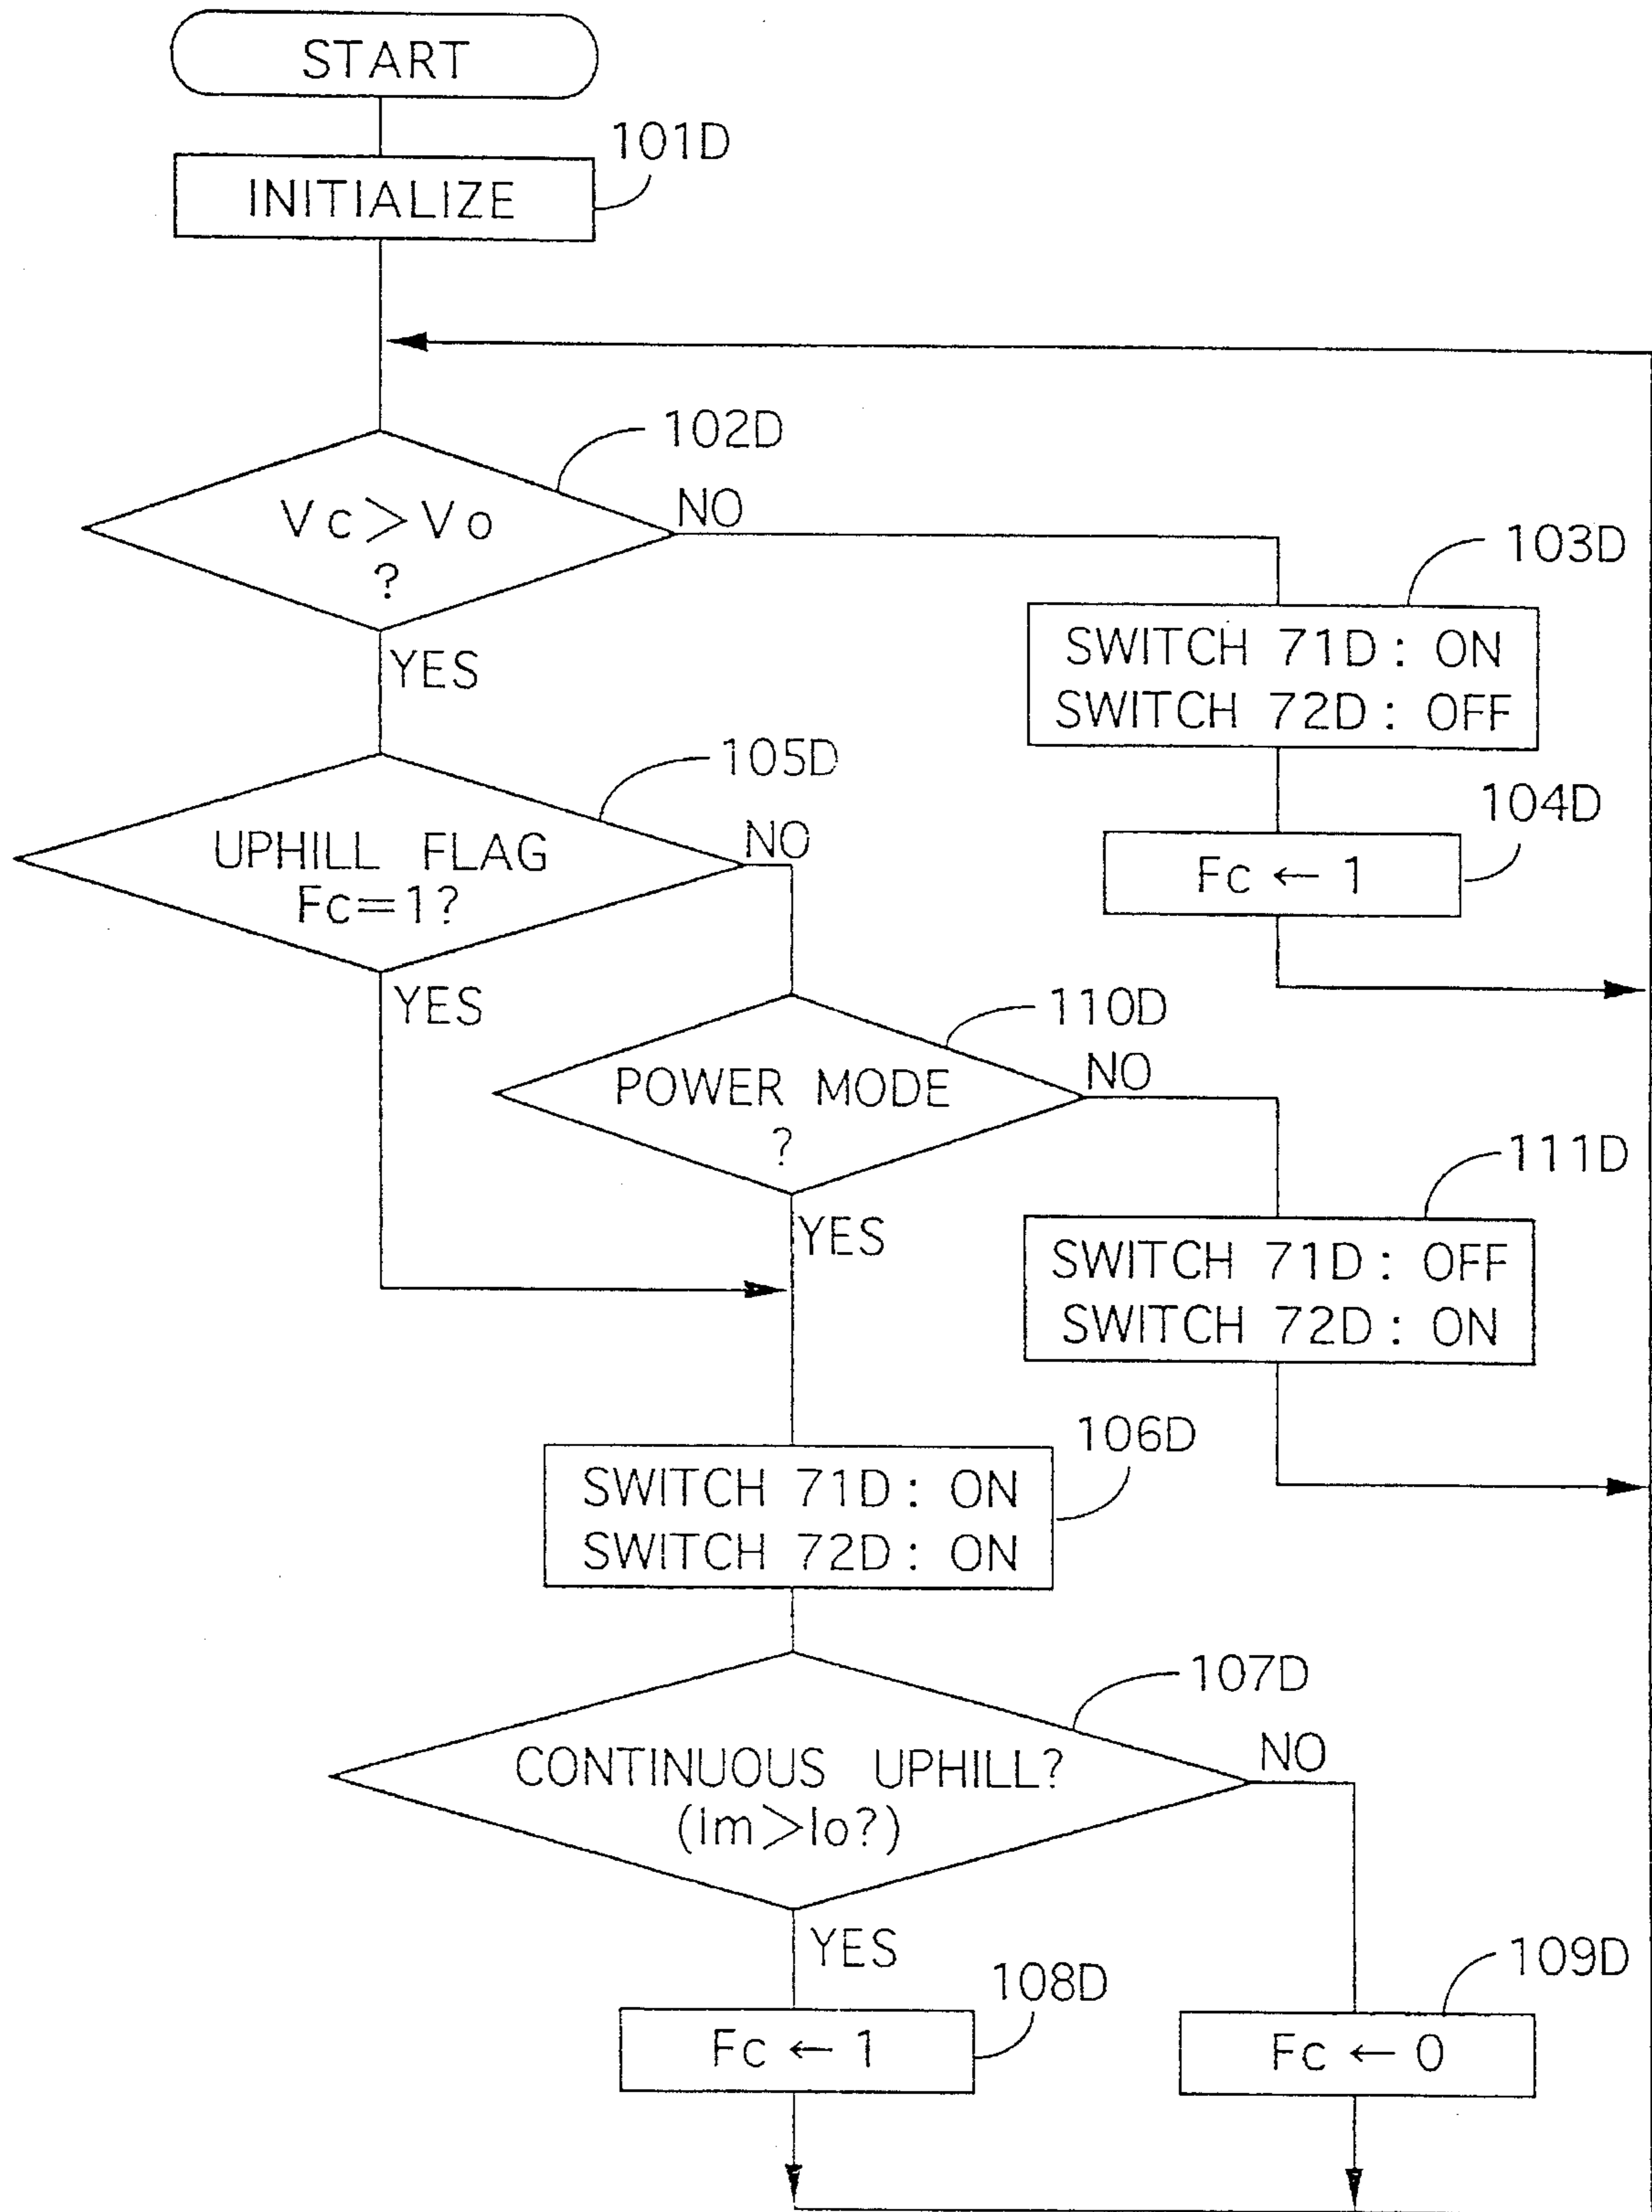 START
101D
INITIALIZE
102D
Vc>Vo
?
NO
YES
103D
SWITCH 71D: ON
SWITCH 72D: OFF
104D
Fc ← 1
105D
UPHILL FLAG
Fc=1?
NO
YES
110D
POWER MODE
?
NO
YES
111D
SWITCH 71D: OFF
SWITCH 72D: ON
106D
SWITCH 71D: ON
SWITCH 72D: ON
107D
CONTINUOUS UPHILL?
(Im>Io?)
NO
YES
108D
Fc ← 1
109D
Fc ← 0